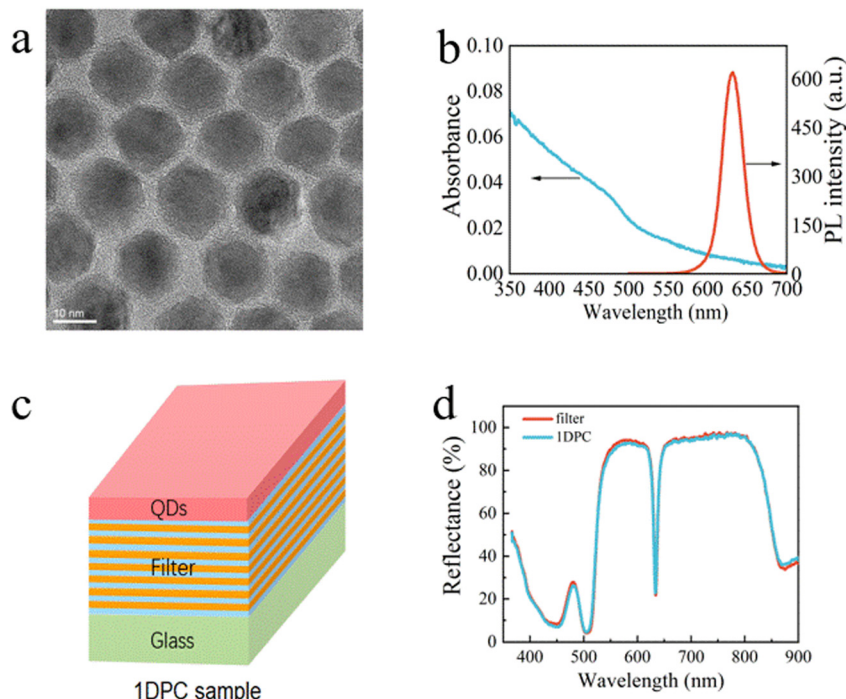 a
10 nm
b
0.10
0.08
0.06
0.04
0.02
0.00
Absorbance
600
450
300
150
0
PL intensity (a.u.)
350 400 450 500 550 600 650 700
Wavelength (nm)
c
QDs
Filter
Glass
1DPC sample
d
filter
1DPC
100
80
60
40
20
0
Reflectance (%)
400 500 600 700 800 900
Wavelength (nm)